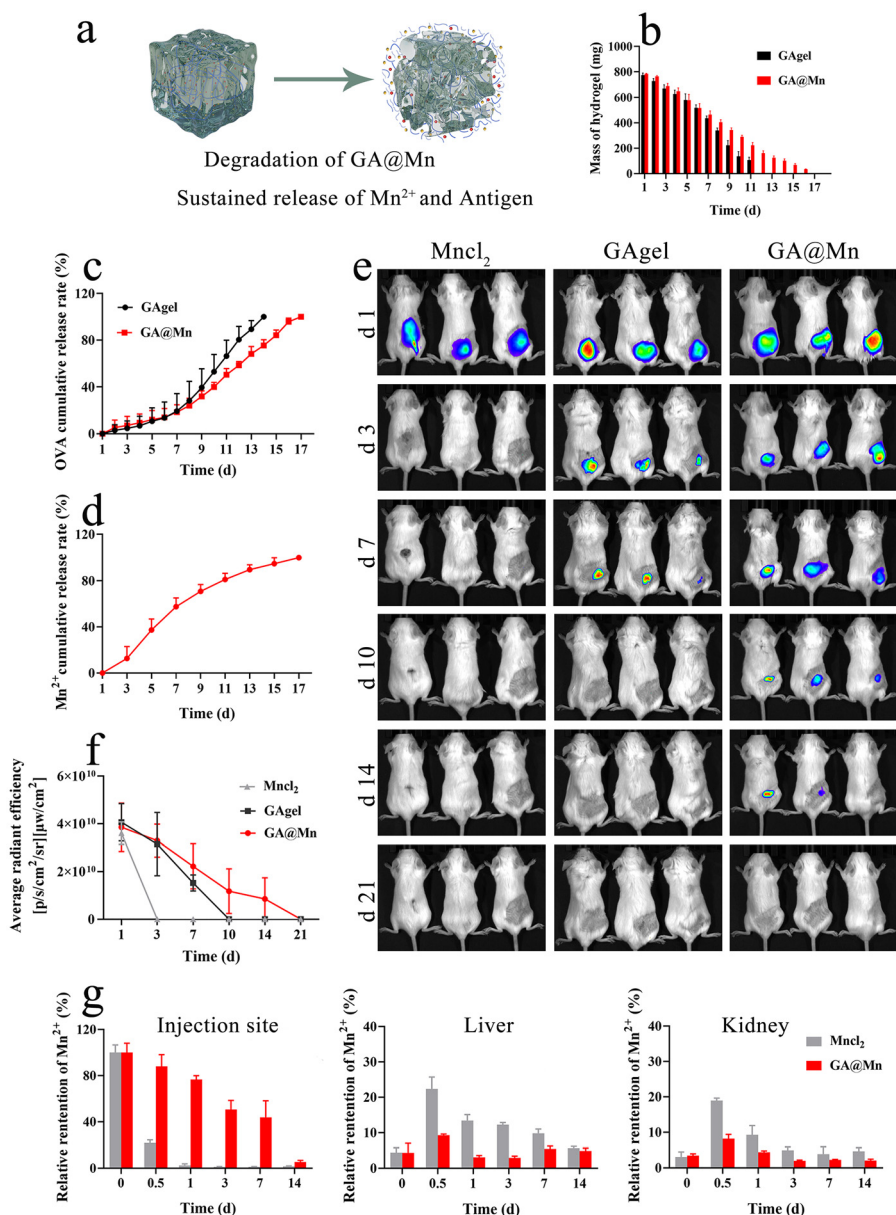 a
Degradation of GA@Mn
Sustained release of Mn²⁺ and Antigen
b
Mass of hydrogel (mg)
1000
800
600
400
200
0
GAgel
GA@Mn
1 3 5 7 9 11 13 15 17
Time (d)
c
OVA cumulative release rate (%)
120
80
40
0
GAgel
GA@Mn
1 3 5 7 9 11 13 15 17
Time (d)
d
Mn²⁺cumulative release rate (%)
120
80
40
0
1 3 5 7 9 11 13 15 17
Time (d)
e
Mncl₂ GAgel GA@Mn
d 1
d 3
d 7
d 10
d 14
d 21
f
Average radiant efficiency
[p/s/cm²/sr][μw/cm²]
6×10¹⁰
4×10¹⁰
2×10¹⁰
0
Mncl₂
GAgel
GA@Mn
1 3 7 10 14 21
Time (d)
g
Relative rentention of Mn²⁺ (%)
120
80
40
0
Injection site
0 0.5 1 3 7 14
Time (d)
Relative rentention of Mn²⁺ (%)
40
30
20
10
0
Liver
0 0.5 1 3 7 14
Time (d)
Relative rentention of Mn²⁺ (%)
40
30
20
10
0
Kidney
Mncl₂
GA@Mn
0 0.5 1 3 7 14
Time (d)